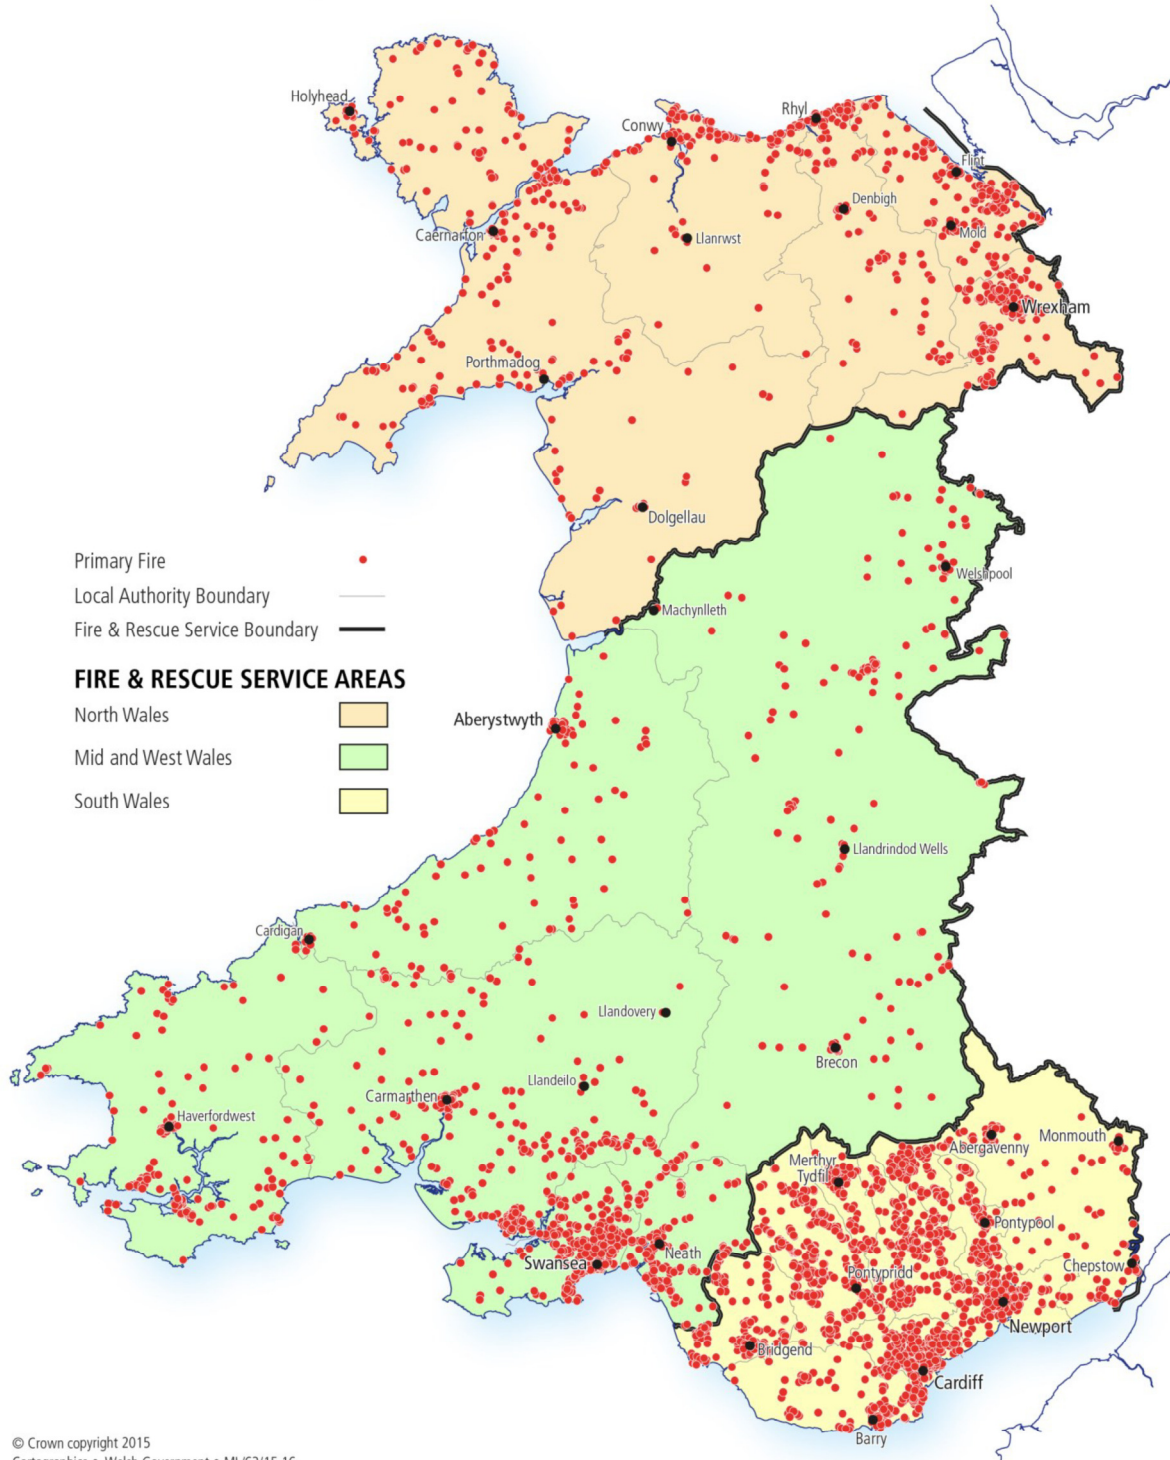 Holyhead
Rhyl
Conwy
Flint
Denbigh
Mold
Caernarfon
Llanrwst
Wrexham
Porthmadog
Dolgellau
Primary Fire
Local Authority Boundary
Fire & Rescue Service Boundary
FIRE & RESCUE SERVICE AREAS
North Wales
Mid and West Wales
South Wales
Welshpool
Machynlleth
Aberystwyth
Llandrindod Wells
Cardigan
Llandovery
Brecon
Llandeilo
Carmarthen
Haverfordwest
Monmouth
Abergavenny
Merthyr
Tydfil
Pontypool
Neath
Swansea
Chepstow
Pontypridd
Newport
Bridgend
Cardiff
Barry
© Crown copyright 2015